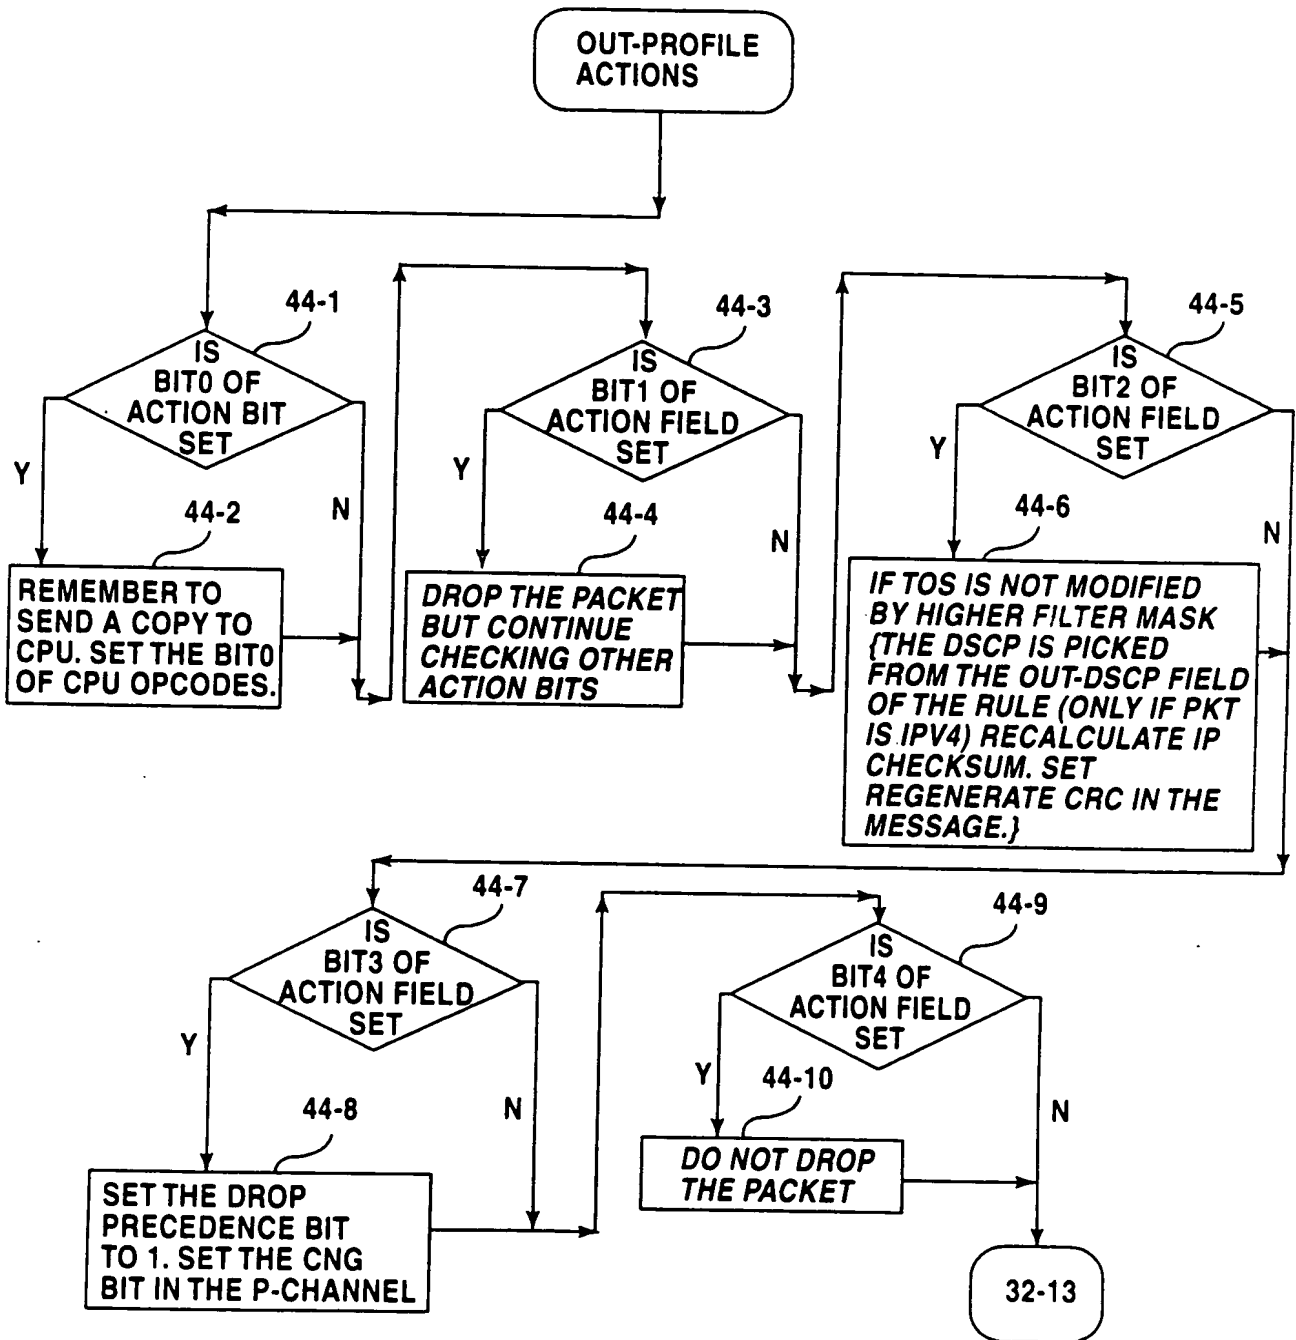 OUT-PROFILE
ACTIONS
44-1
IS
BIT0 OF
ACTION BIT
SET
Y
N
44-2
REMEMBER TO
SEND A COPY TO
CPU. SET THE BIT0
OF CPU OPCODES.
44-3
IS
BIT1 OF
ACTION FIELD
SET
Y
N
44-4
DROP THE PACKET
BUT CONTINUE
CHECKING OTHER
ACTION BITS
44-5
IS
BIT2 OF
ACTION FIELD
SET
Y
N
44-6
IF TOS IS NOT MODIFIED
BY HIGHER FILTER MASK
{THE DSCP IS PICKED
FROM THE OUT-DSCP FIELD
OF THE RULE (ONLY IF PKT
IS IPV4) RECALCULATE IP
CHECKSUM. SET
REGENERATE CRC IN THE
MESSAGE.}
44-7
IS
BIT3 OF
ACTION FIELD
SET
Y
N
44-8
SET THE DROP
PRECEDENCE BIT
TO 1. SET THE CNG
BIT IN THE P-CHANNEL
44-9
IS
BIT4 OF
ACTION FIELD
SET
Y
N
44-10
DO NOT DROP
THE PACKET
32-13